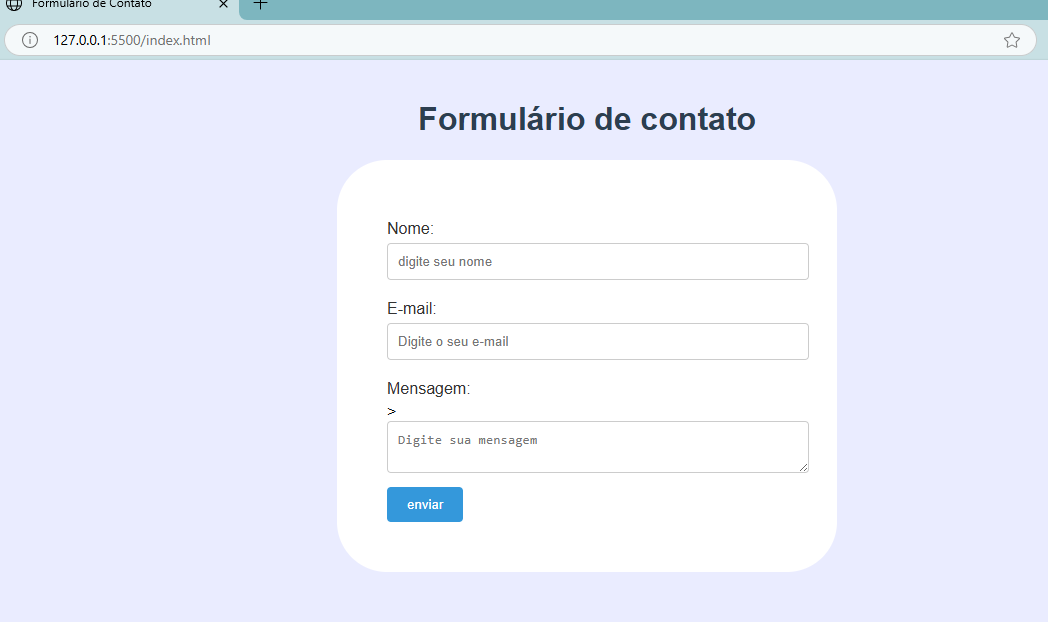 Formulário de Contato
127.0.0.1:5500/index.html
Formulário de contato
Nome:
digite seu nome
E-mail:
Digite o seu e-mail
Mensagem:
>
Digite sua mensagem
enviar